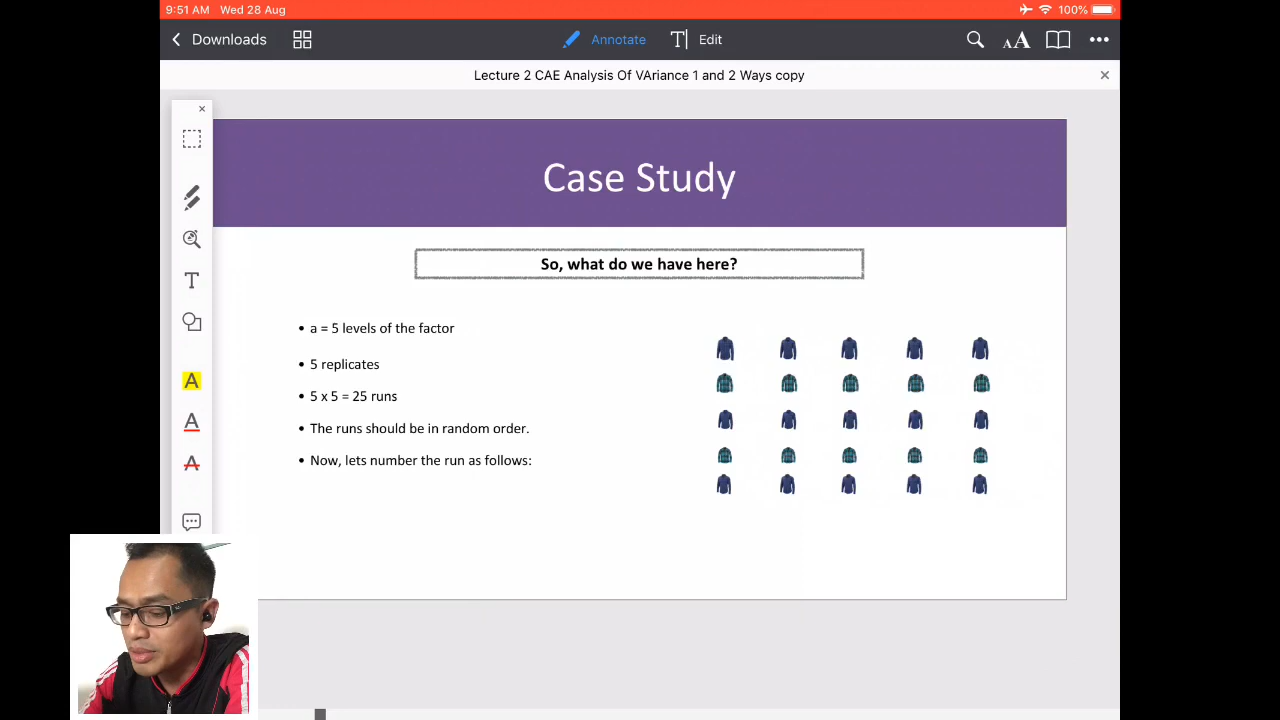 9:51 AM Wed 28 Aug 100%
Downloads Annotate T Edit AA
Lecture 2 CAE Analysis Of VAriance 1 and 2 Ways copy
Case Study
So, what do we have here?
• a = 5 levels of the factor
• 5 replicates
• 5 x 5 = 25 runs
• The runs should be in random order.
• Now, lets number the run as follows:
T
A
A
A